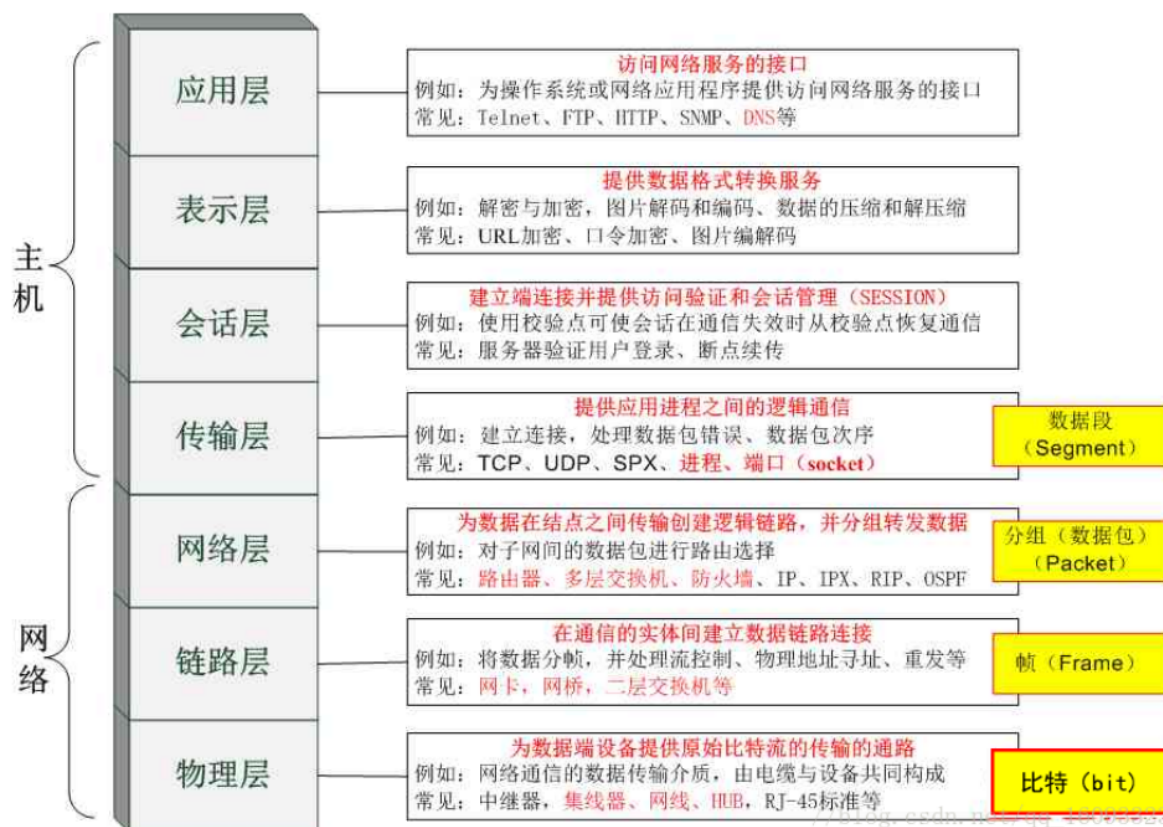 主机
应用层
访问网络服务的接口
例如：为操作系统或网络应用程序提供访问网络服务的接口
常见：Telnet、FTP、HTTP、SNMP、DNS等
表示层
提供数据格式转换服务
例如：解密与加密，图片解码和编码、数据的压缩和解压缩
常见：URL加密、口令加密、图片编解码
会话层
建立端连接并提供访问验证和会话管理（SESSION）
例如：使用校验点可使会话在通信失效时从校验点恢复通信
常见：服务器验证用户登录、断点续传
传输层
提供应用进程之间的逻辑通信
例如：建立连接，处理数据包错误、数据包次序
常见：TCP、UDP、SPX、进程、端口（socket）
数据段
（Segment）
网络
网络层
为数据在结点之间传输创建逻辑链路，并分组转发数据
例如：对子网间的数据包进行路由选择
常见：路由器、多层交换机、防火墙、IP、IPX、RIP、OSPF
分组（数据包）
（Packet）
链路层
在通信的实体间建立数据链路连接
例如：将数据分帧，并处理流控制、物理地址寻址、重发等
常见：网卡，网桥，二层交换机等
帧（Frame）
物理层
为数据端设备提供原始比特流的传输的通路
例如：网络通信的数据传输介质，由电缆与设备共同构成
常见：中继器，集线器、网线、HUB，RJ-45标准等
比特（bit）